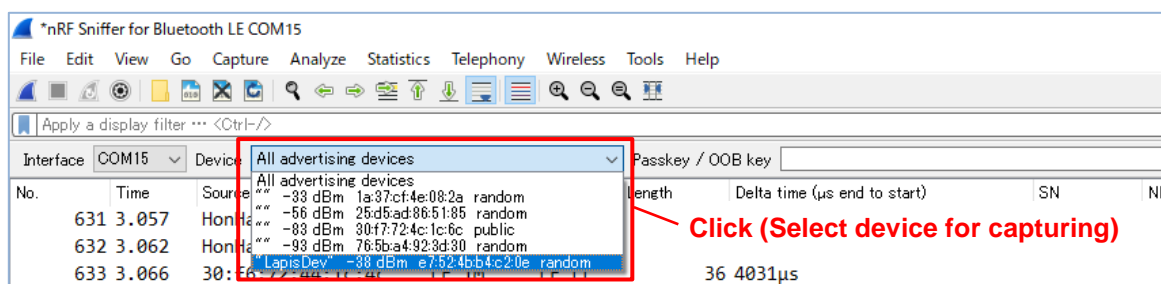 *nRF Sniffer for Bluetooth LE COM15
File Edit View Go Capture Analyze Statistics Telephony Wireless Tools Help
Apply a display filter ··· <Ctrl-/>
Interface COM15 Device All advertising devices Passkey / OOB key
All advertising devices
"" -33 dBm 1a:37:cf:4e:08:2a random
"" -56 dBm 25:d5:ad:86:51:85 random
"" -83 dBm 30:f7:72:4c:1c:6c public
"" -93 dBm 76:5b:a4:92:3d:30 random
"LapisDev" -38 dBm e7:52:4b:b4:c2:0e random
No. Time Source Length Delta time (µs end to start) SN
631 3.057 HonHa
632 3.062 HonHa
633 3.066 36 4031µs
Click (Select device for capturing)